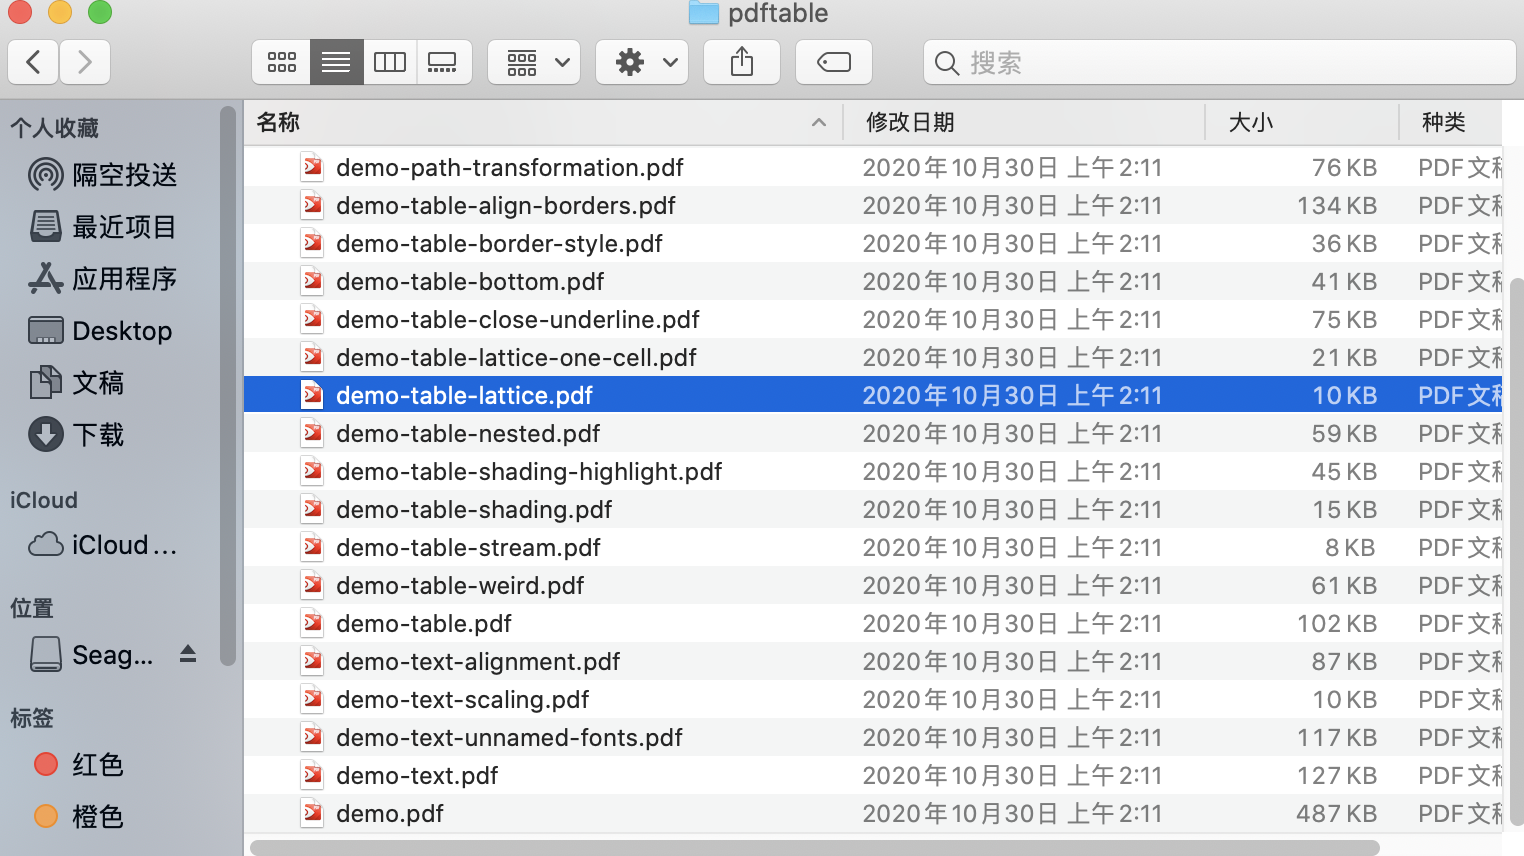 pdftable
搜索
个人收藏
隔空投送
最近项目
应用程序
Desktop
文稿
下载
iCloud
iCloud…
位置
Seag…
标签
红色
橙色
名称 修改日期 大小 种类
demo-path-transformation.pdf 2020年10月30日 上午2:11 76 KB PDF文
demo-table-align-borders.pdf 2020年10月30日 上午2:11 134 KB PDF文
demo-table-border-style.pdf 2020年10月30日 上午2:11 36 KB PDF文
demo-table-bottom.pdf 2020年10月30日 上午2:11 41 KB PDF文
demo-table-close-underline.pdf 2020年10月30日 上午2:11 75 KB PDF文
demo-table-lattice-one-cell.pdf 2020年10月30日 上午2:11 21 KB PDF文
demo-table-lattice.pdf 2020年10月30日 上午2:11 10 KB PDF文
demo-table-nested.pdf 2020年10月30日 上午2:11 59 KB PDF文
demo-table-shading-highlight.pdf 2020年10月30日 上午2:11 45 KB PDF文
demo-table-shading.pdf 2020年10月30日 上午2:11 15 KB PDF文
demo-table-stream.pdf 2020年10月30日 上午2:11 8 KB PDF文
demo-table-weird.pdf 2020年10月30日 上午2:11 61 KB PDF文
demo-table.pdf 2020年10月30日 上午2:11 102 KB PDF文
demo-text-alignment.pdf 2020年10月30日 上午2:11 87 KB PDF文
demo-text-scaling.pdf 2020年10月30日 上午2:11 10 KB PDF文
demo-text-unnamed-fonts.pdf 2020年10月30日 上午2:11 117 KB PDF文
demo-text.pdf 2020年10月30日 上午2:11 127 KB PDF文
demo.pdf 2020年10月30日 上午2:11 487 KB PDF文